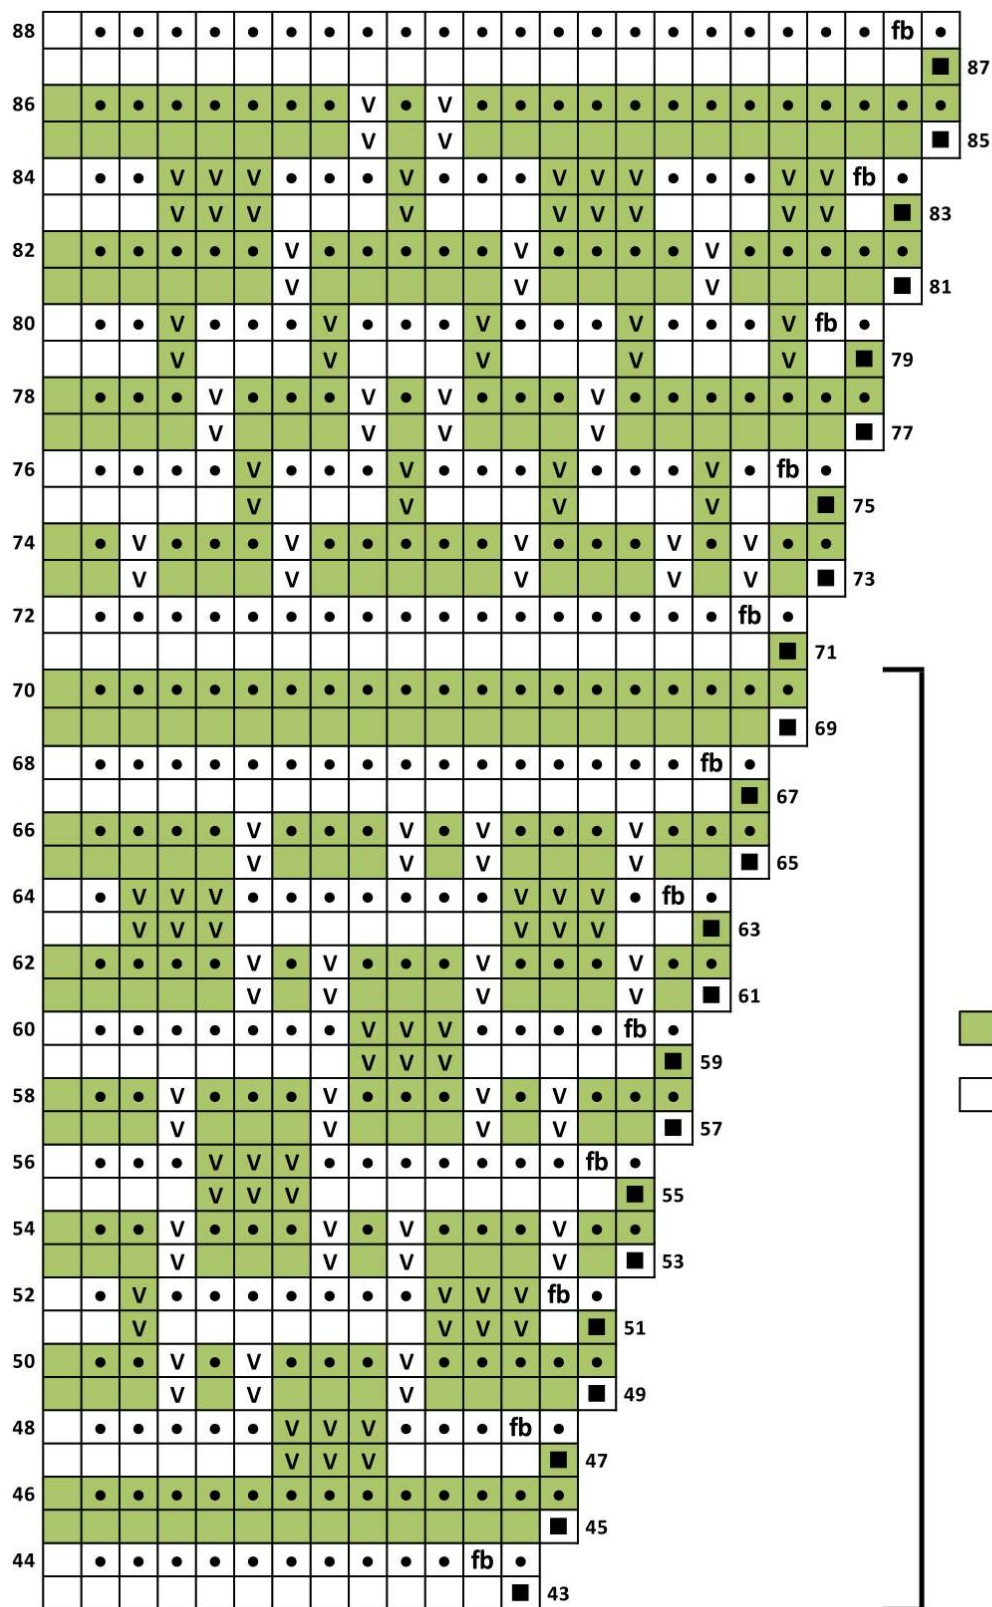 88 fb
87
86 V V
V V 85
84 V V V V V V V V V fb
V V V V V V V V V 83
82 V V V
V V V 81
80 V V V V V fb
V V V V V 79
78 V V V V
V V V V 77
76 V V V V fb
V V V V 75
74 V V V V V
V V V V V 73
72 fb
71
70
69
68 fb
67
66 V V V V
V V V V 65
64 V V V V V V fb
V V V V V V 63
62 V V V V
V V V V 61
60 V V V fb
V V V 59
58 V V V V
V V V V 57
56 V V V fb
V V V 55
54 V V V V
V V V V 53
52 V V V V fb
V V V V 51
50 V V V
V V V 49
48 V V V fb
V V V 47
46
45
44 fb
43